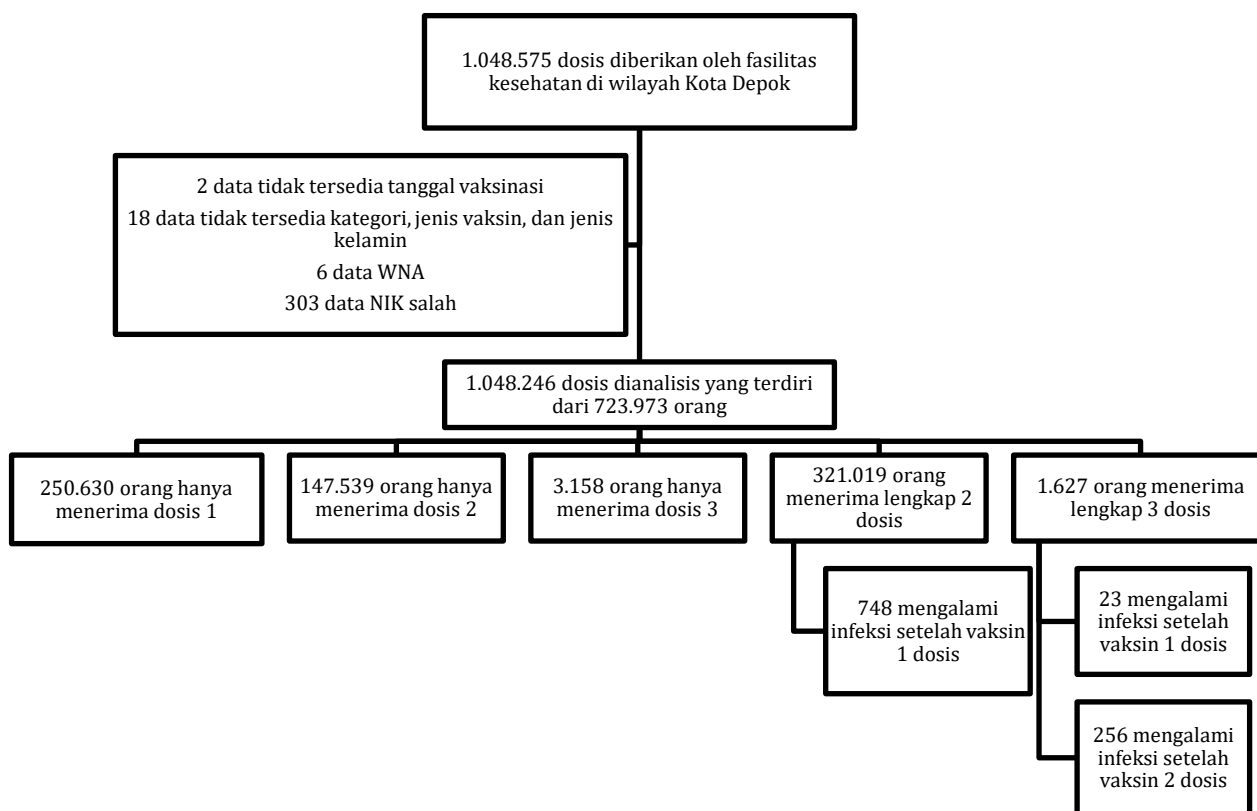 1.048.575 dosis diberikan oleh fasilitas
kesehatan di wilayah Kota Depok
2 data tidak tersedia tanggal vaksinasi
18 data tidak tersedia kategori, jenis vaksin, dan jenis
kelamin
6 data WNA
303 data NIK salah
1.048.246 dosis dianalisis yang terdiri
dari 723.973 orang
250.630 orang hanya
menerima dosis 1
147.539 orang hanya
menerima dosis 2
3.158 orang hanya
menerima dosis 3
321.019 orang
menerima lengkap 2
dosis
1.627 orang menerima
lengkap 3 dosis
748 mengalami
infeksi setelah vaksin
1 dosis
23 mengalami
infeksi setelah
vaksin 1 dosis
256 mengalami
infeksi setelah
vaksin 2 dosis